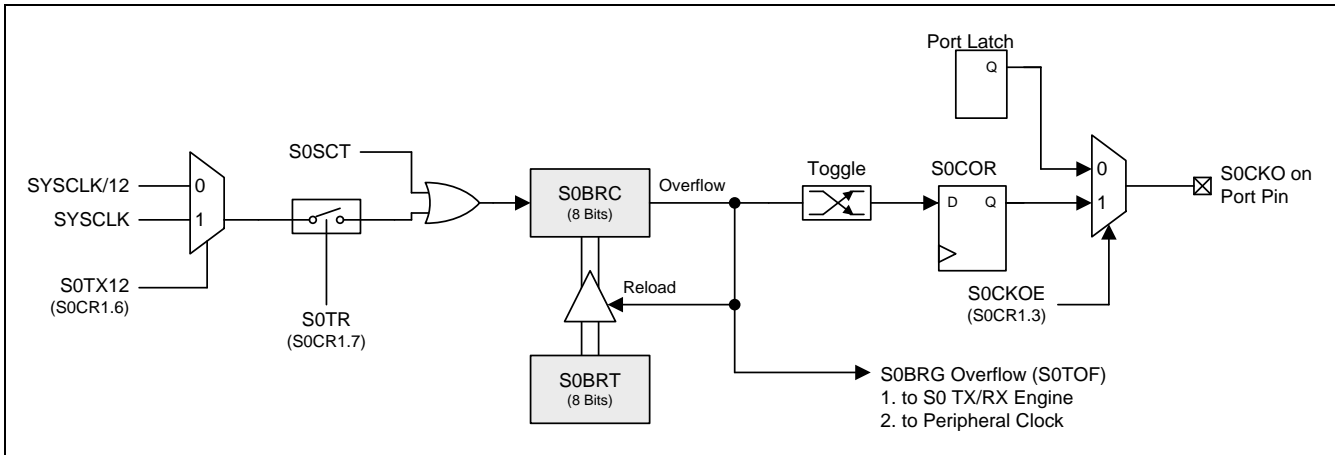 Port Latch
Q
S0SCT
SYSCLK/12
0
SYSCLK
1
S0TX12
(S0CR1.6)
S0TR
(S0CR1.7)
S0BRC
(8 Bits)
Overflow
Reload
S0BRT
(8 Bits)
Toggle
S0COR
D
Q
0
1
S0CKO on
Port Pin
S0CKOE
(S0CR1.3)
S0BRG Overflow (S0TOF)
1. to S0 TX/RX Engine
2. to Peripheral Clock